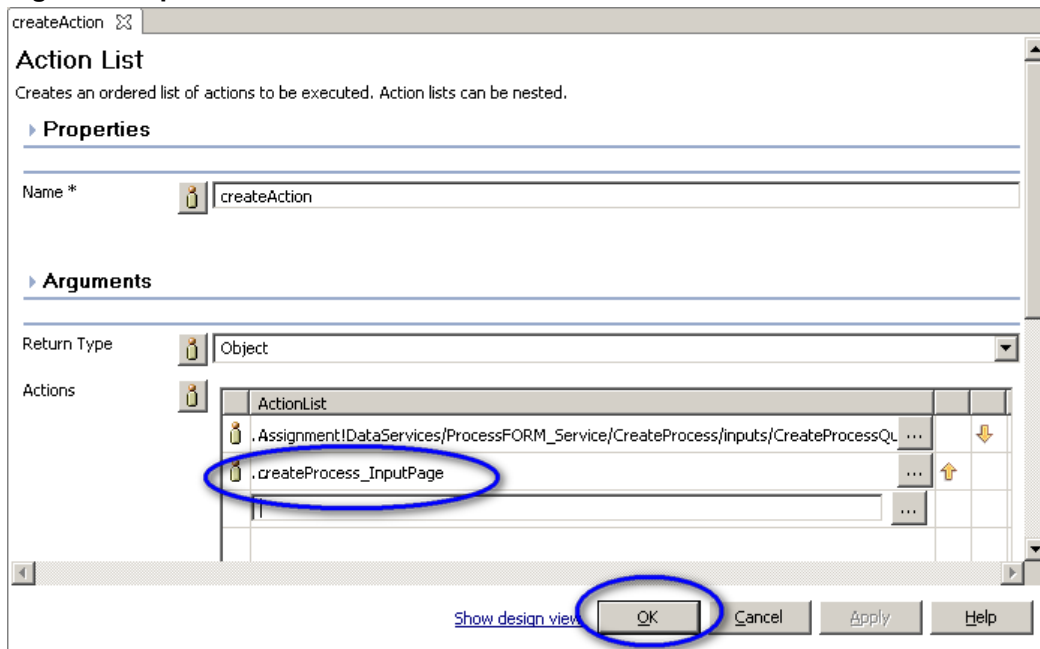 createAction
Action List
Creates an ordered list of actions to be executed. Action lists can be nested.
Properties
Name *
createAction
Arguments
Return Type
Object
Actions
ActionList
.Assignment!DataServices/ProcessFORM_Service/CreateProcess/inputs/CreateProcessQu ...
.createProcess_InputPage ...
...
Show design view OK Cancel Apply Help